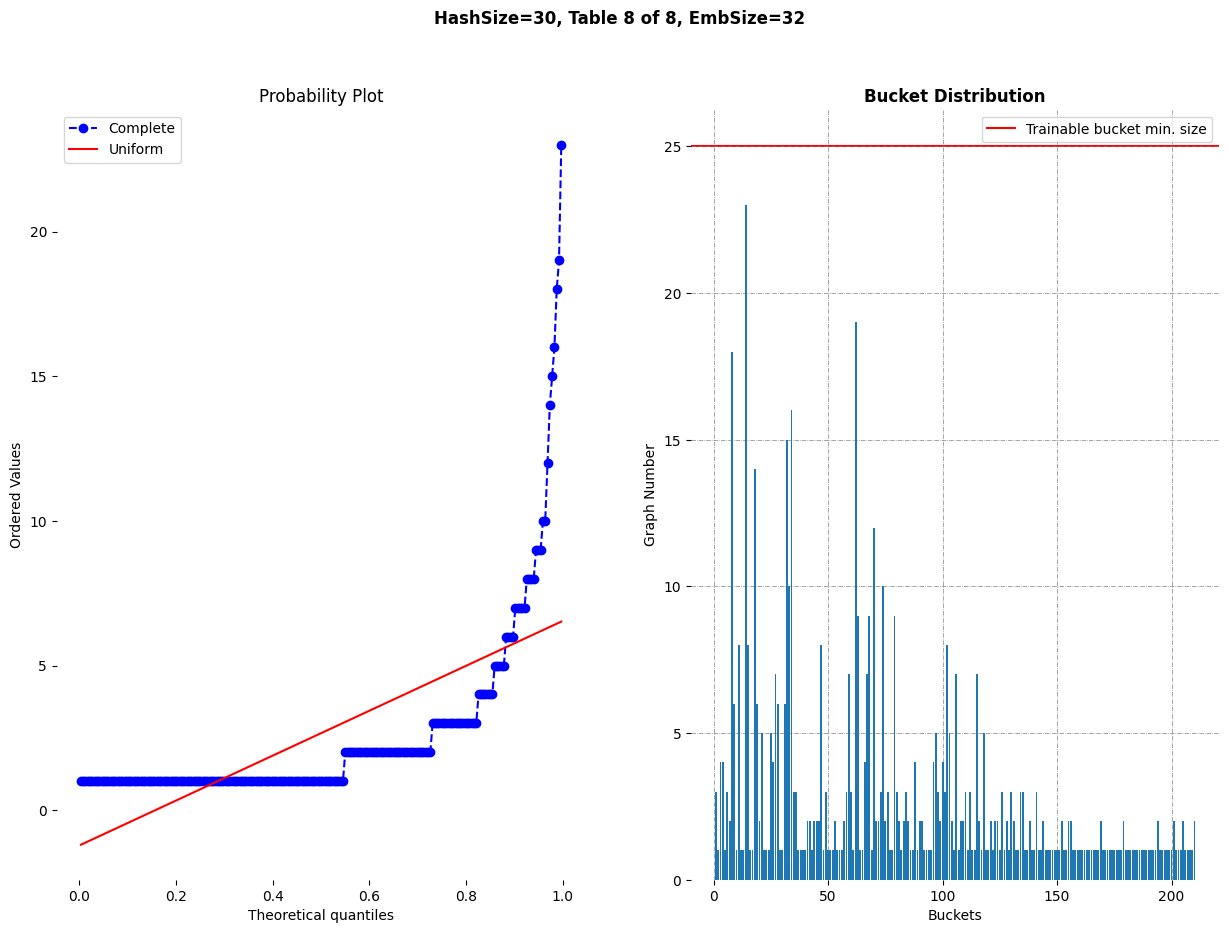 HashSize=30, Table 8 of 8, EmbSize=32
Probability Plot
Complete
Uniform
Ordered Values
20
15
10
5
0
0.0 0.2 0.4 0.6 0.8 1.0
Theoretical quantiles
Bucket Distribution
Trainable bucket min. size
Graph Number
25
20
15
10
5
0
0 50 100 150 200
Buckets